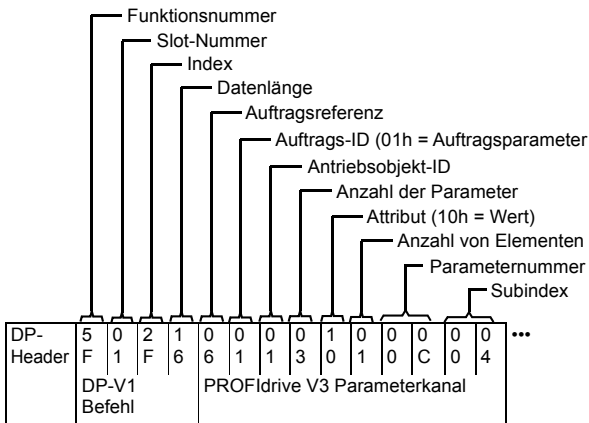 Funktionsnummer
Slot-Nummer
Index
Datenlänge
Auftragsreferenz
Auftrags-ID (01h = Auftragsparameter
Antriebsobjekt-ID
Anzahl der Parameter
Attribut (10h = Wert)
Anzahl von Elementen
Parameternummer
Subindex
DP- 5 0 2 1 0 0 0 0 1 0 0 0 0 0 •••
Header F 1 F 6 6 1 1 3 0 1 0 C 0 4
DP-V1 PROFIdrive V3 Parameterkanal
Befehl